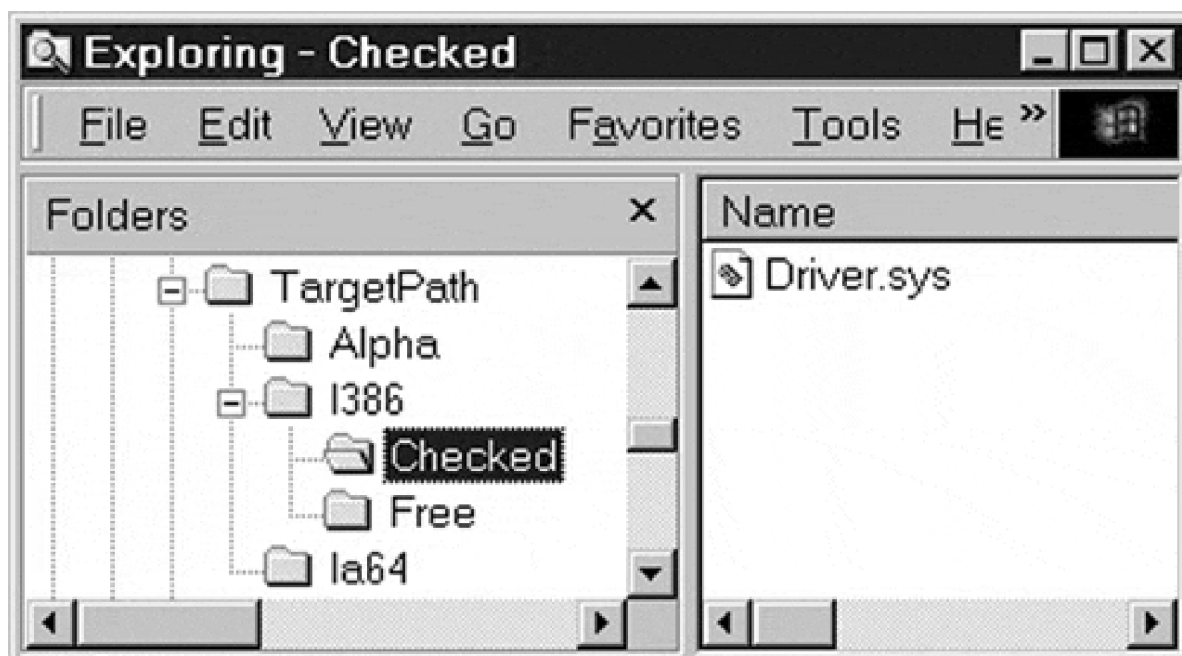 Exploring - Checked
File Edit View Go Favorites Tools He »
Folders
Name
TargetPath
Driver.sys
Alpha
I386
Checked
Free
Ia64